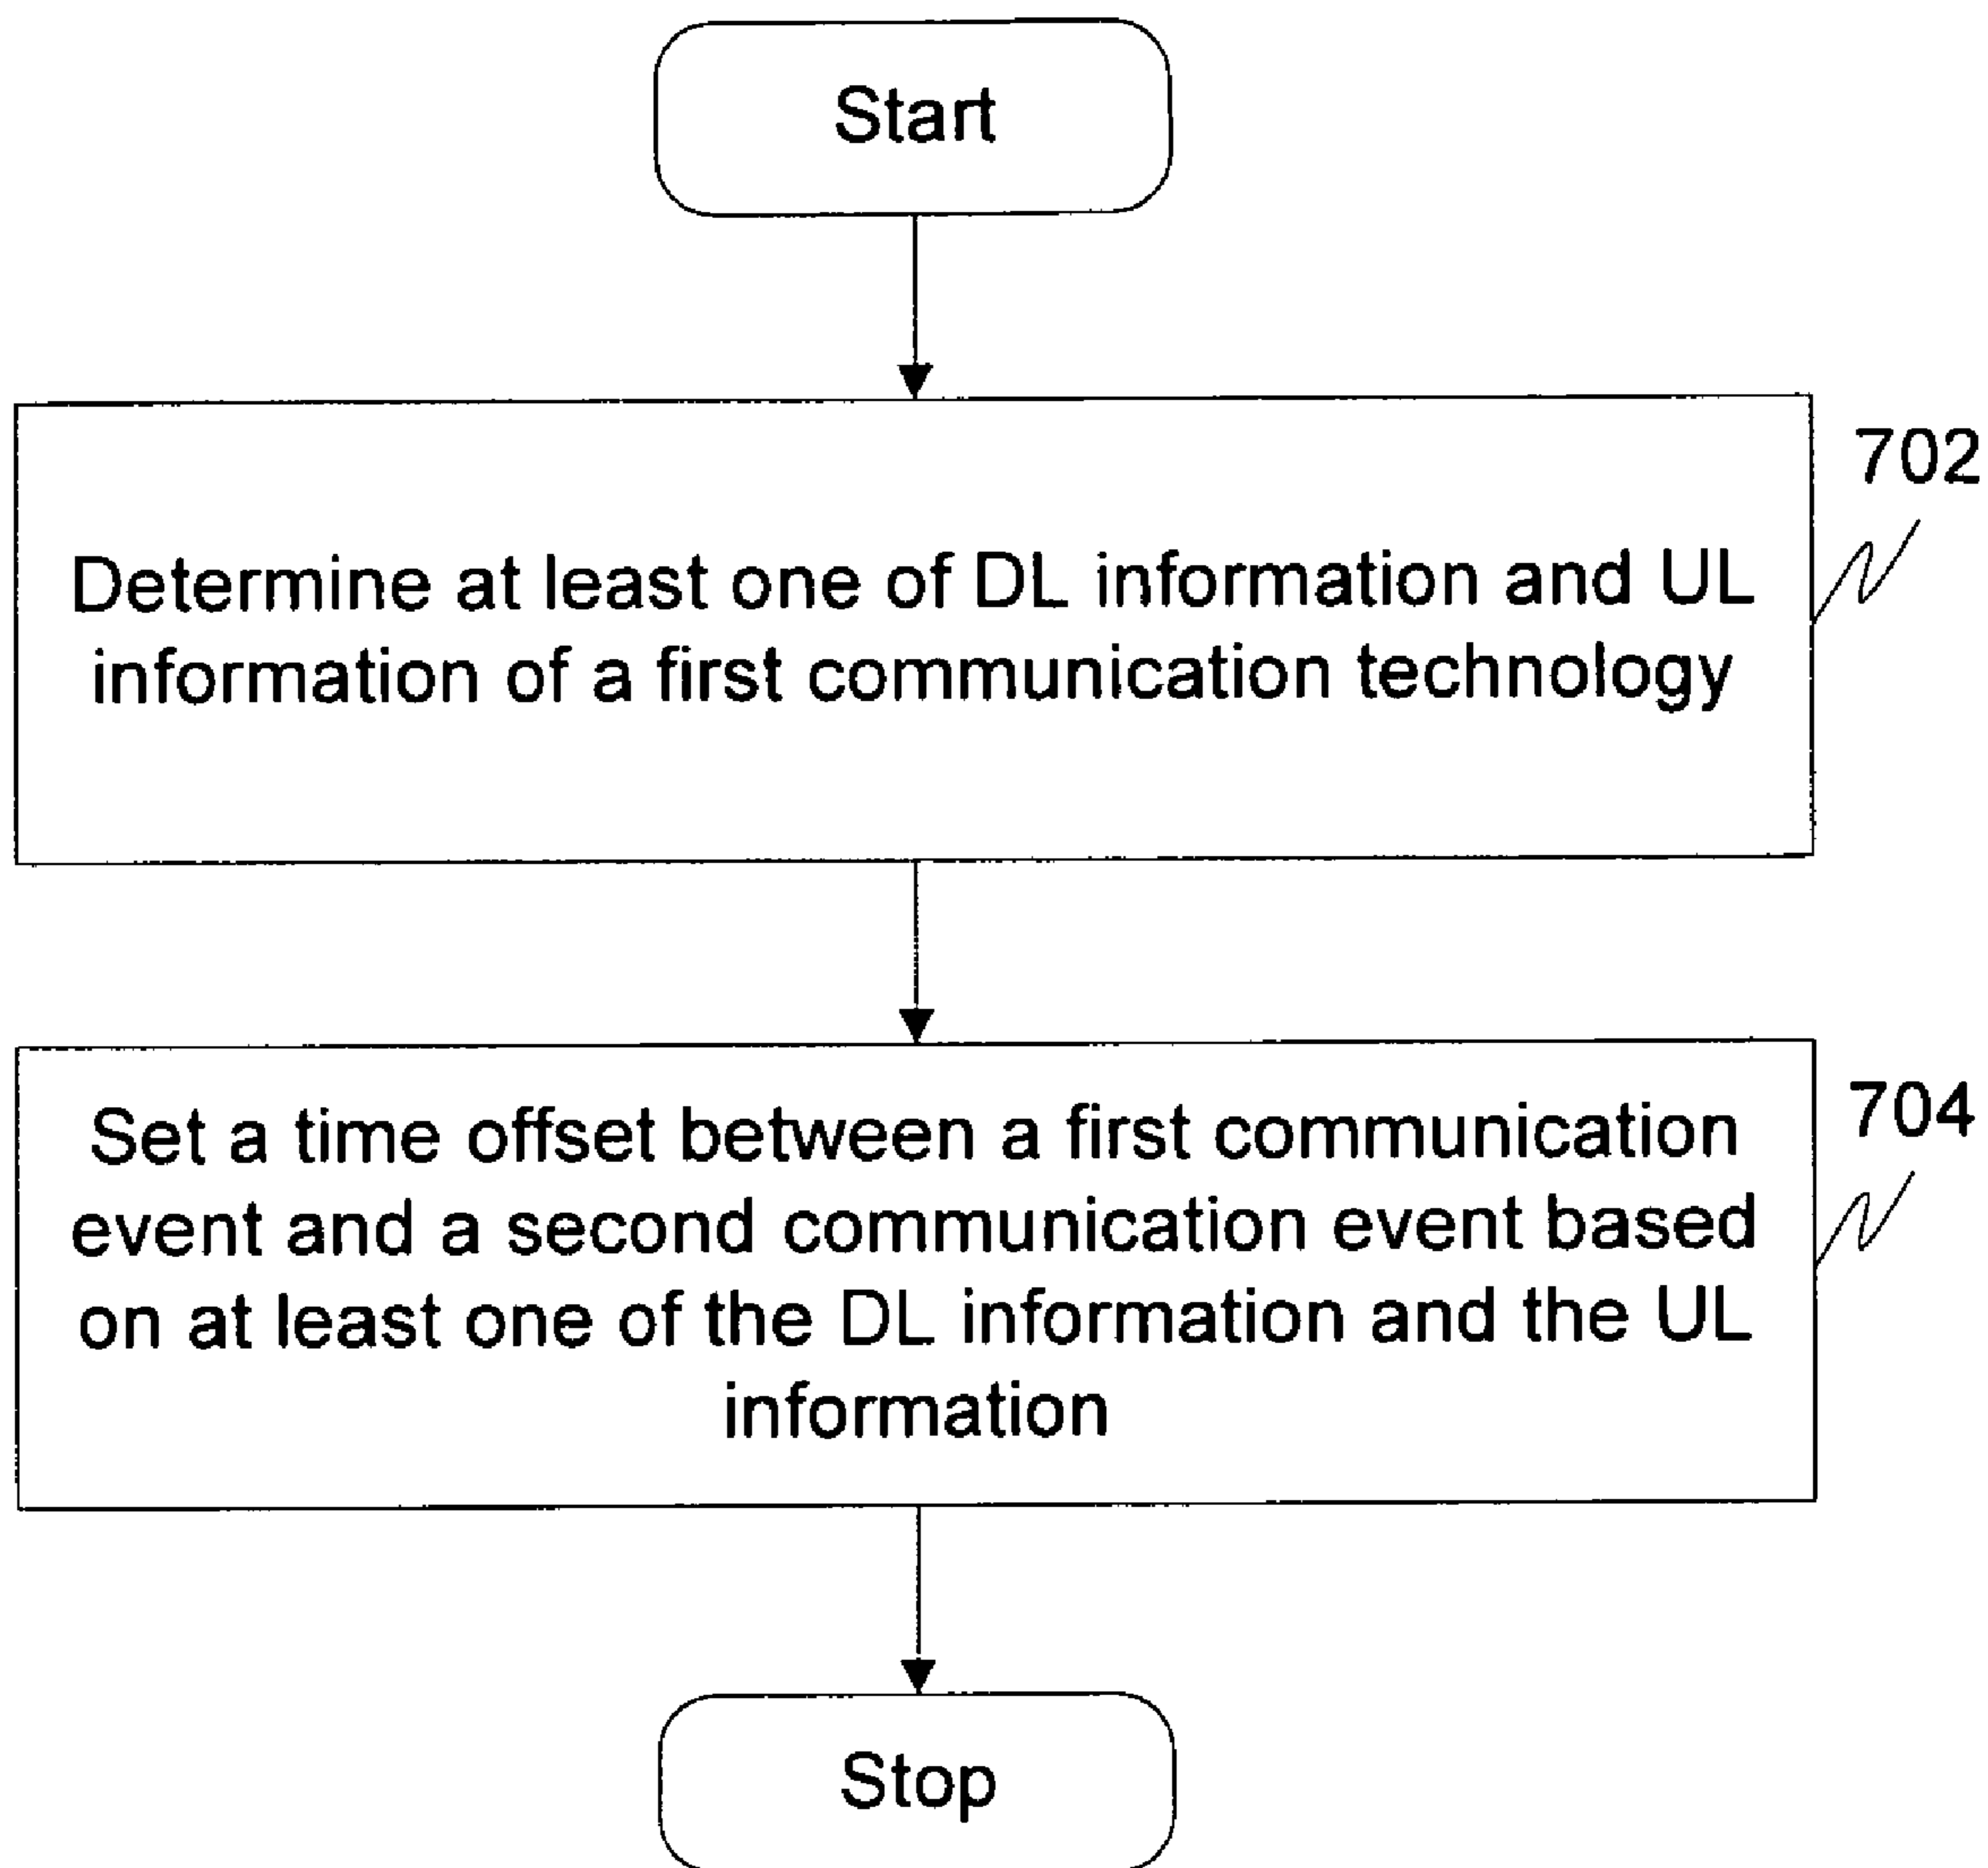 Start
702
Determine at least one of DL information and UL
information of a first communication technology
704
Set a time offset between a first communication
event and a second communication event based
on at least one of the DL information and the UL
information
Stop